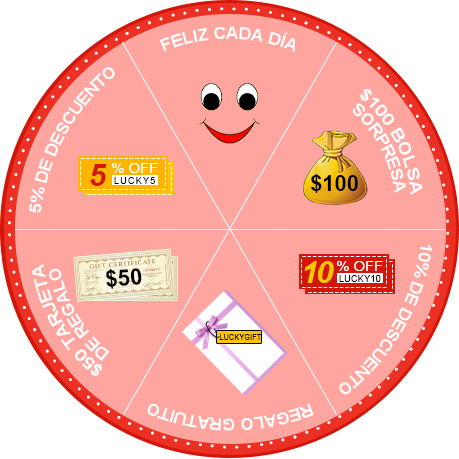 FELIZ CADA DÍA
$100 BOLSA
SORPRESA
$100
10% DE DESCUENTO
10 % OFF
LUCKY10
REGALO GRATUITO
-LUCKYGIFT
$50 TARJETA
DE REGALO
GIFT CERTIFICATE
$50
5% DE DESCUENTO
5 % OFF
LUCKY5